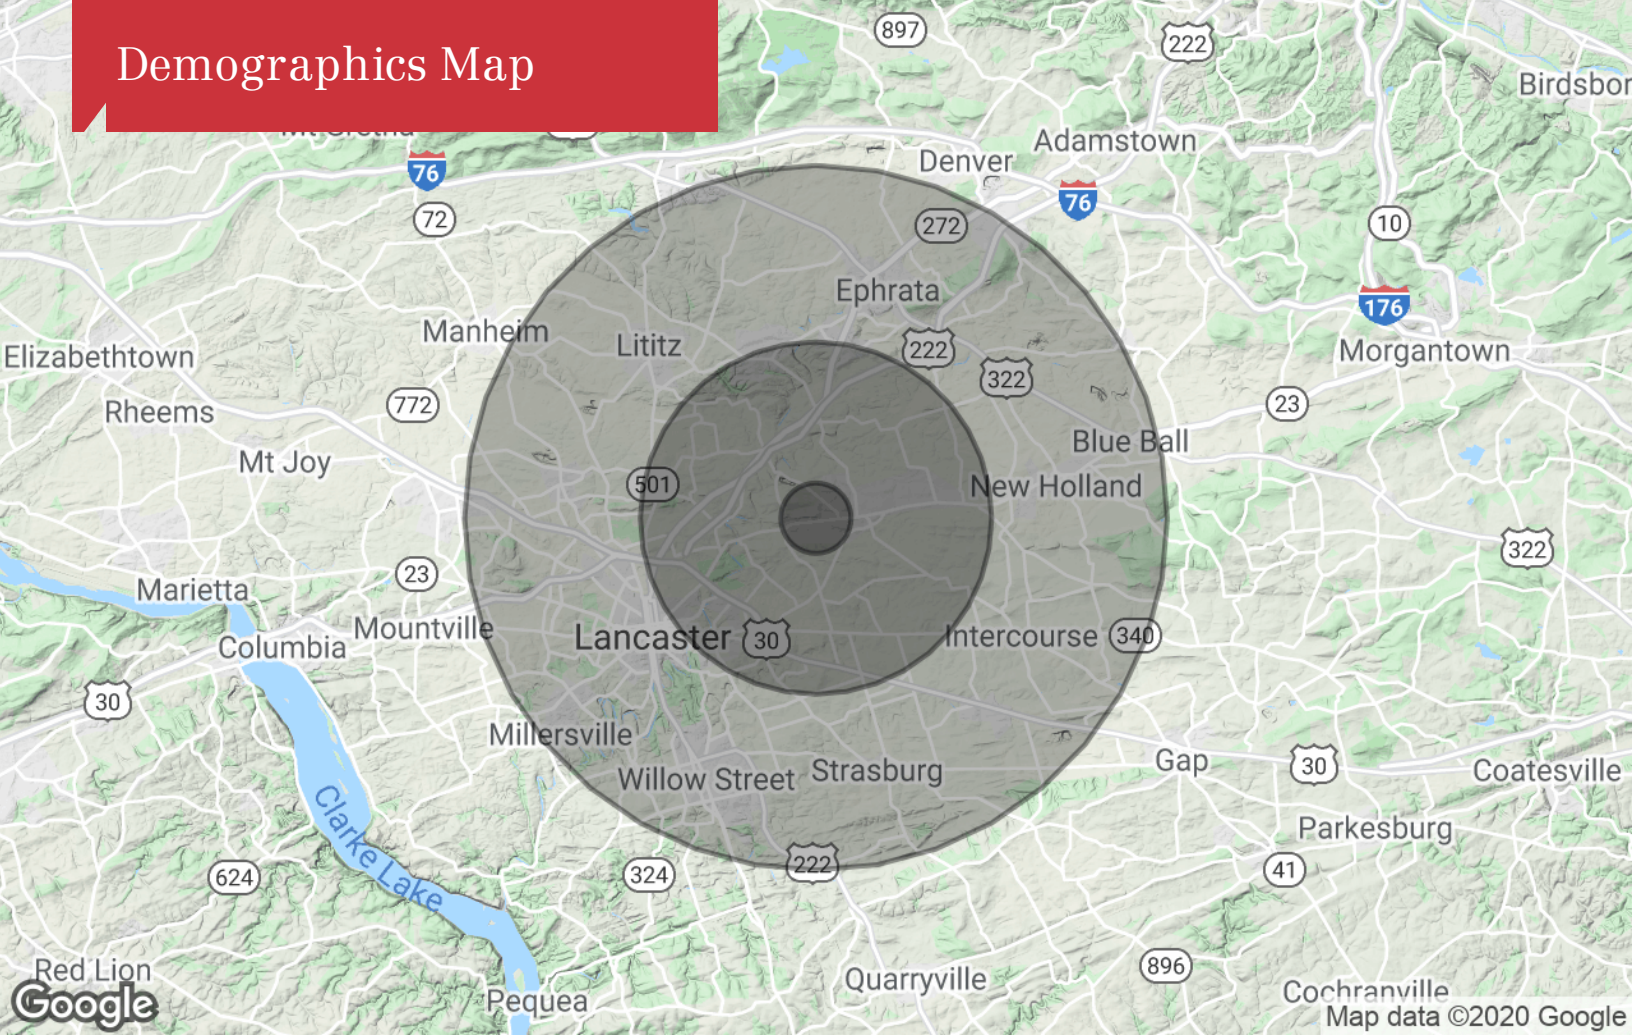 Demographics Map
897
222
Birdsbor
Mt Gretna
Adamstown
Denver
76
76
72
272
10
Ephrata
176
Manheim
Lititz
222
Elizabethtown
Morgantown
322
772
23
Rheems
Blue Ball
Mt Joy
501
New Holland
322
23
Marietta
Mountville
Lancaster
30
Intercourse
340
Columbia
30
Millersville
Gap
30
Willow Street
Strasburg
Coatesville
Parkesburg
Clarke Lake
222
624
324
41
Red Lion
896
Quarryville
Cochranville
Google
Pequea
Map data ©2020 Google